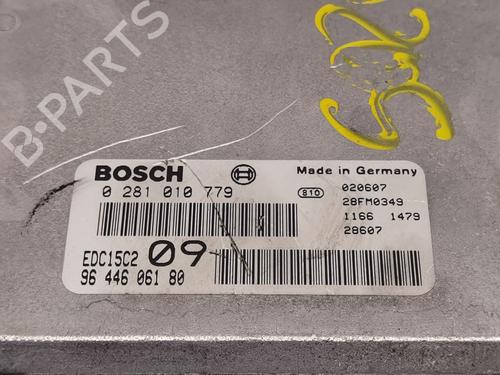 B-PARTS
BOSCH
Made in Germany
0 281 010 779
810
020607
28FM0349
1166 1479
28607
EDC15C2 09
96 446 061 80